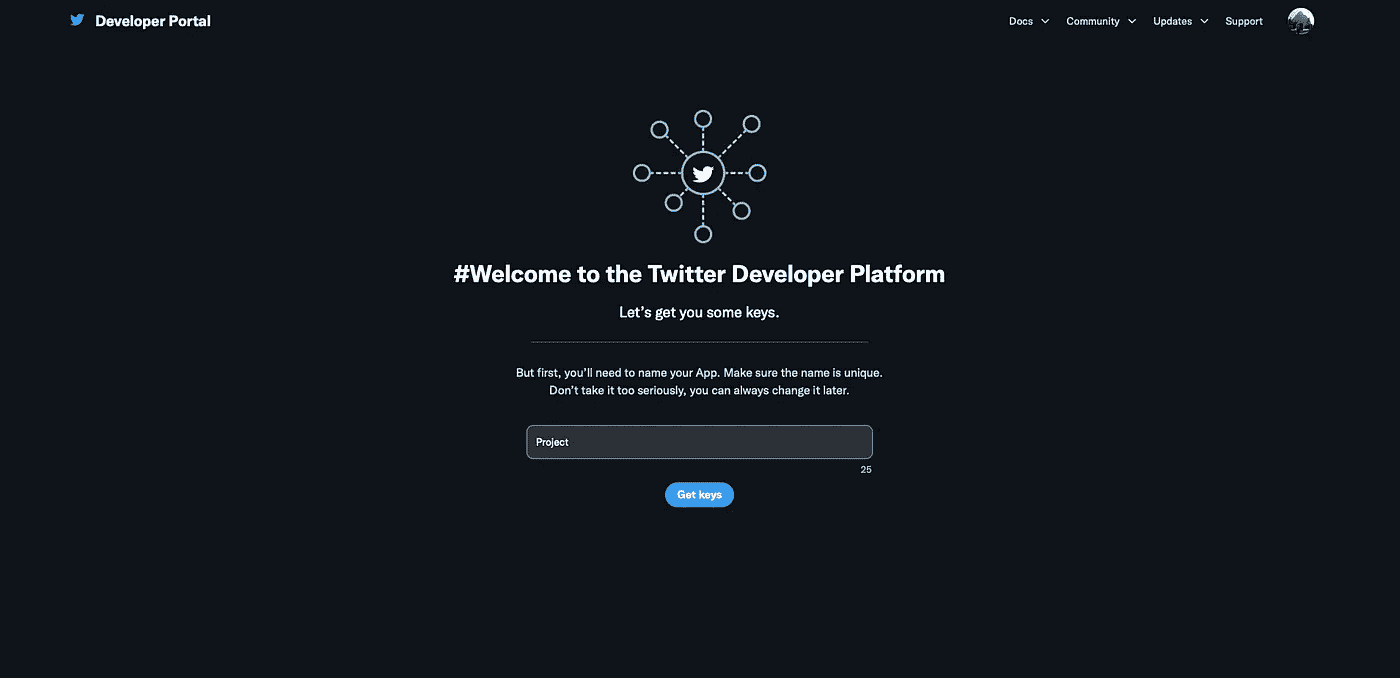 Developer Portal
Docs
Community
Updates
Support
#Welcome to the Twitter Developer Platform
Let's get you some keys.
But first, you'll need to name your App. Make sure the name is unique.
Don't take it too seriously, you can always change it later.
Project
25
Get keys